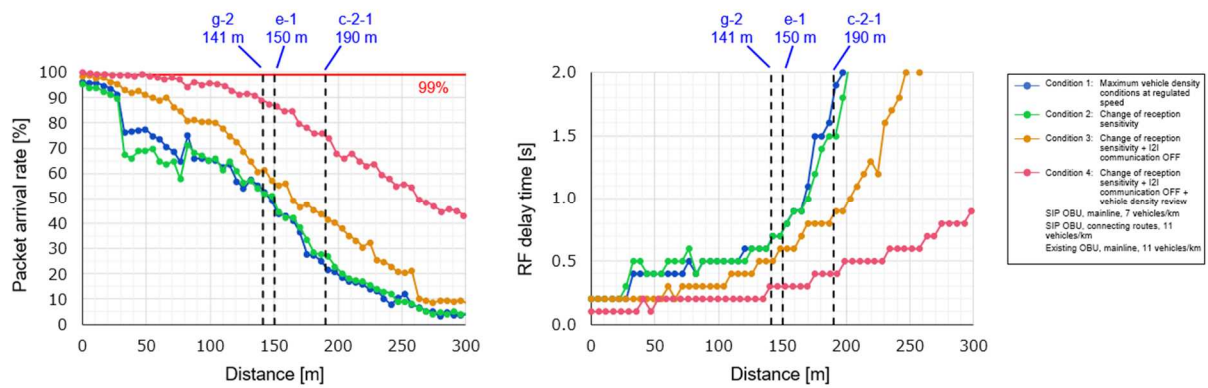 g-2
141 m
e-1
150 m
c-2-1
190 m
99%
100
90
80
70
60
50
40
30
20
10
0
Packet arrival rate [%]
0
50
100
150
200
250
300
Distance [m]
g-2
141 m
e-1
150 m
c-2-1
190 m
2.0
1.5
1.0
0.5
0.0
RF delay time [s]
0
50
100
150
200
250
300
Distance [m]
Condition 1: Maximum vehicle density
conditions at regulated
speed
Condition 2: Change of reception
sensitivity
Condition 3: Change of reception
sensitivity + I2I
communication OFF
Condition 4: Change of reception
sensitivity + I2I
communication OFF +
vehicle density review
SIP OBU, mainline, 7 vehicles/km
SIP OBU, connecting routes, 11
vehicles/km
Existing OBU, mainline, 11 vehicles/km